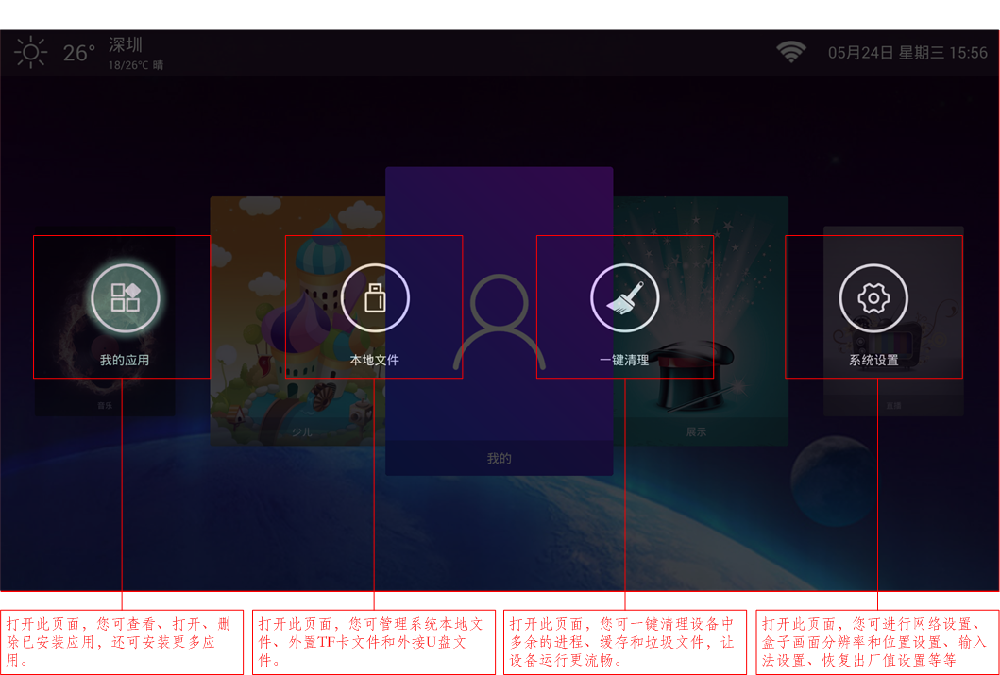 26° 深圳
18/26℃ 晴
05月24日 星期三 15:56
我的应用
本地文件
一键清理
系统设置
音乐
少儿
我的
展示
直播
打开此页面，您可查看、打开、删
除已安装应用，还可安装更多应
用。
打开此页面，您可管理系统本地文
件、外置TF卡文件和外接U盘文
件。
打开此页面，您可一键清理设备中
多余的进程、缓存和垃圾文件，让
设备运行更流畅。
打开此页面，您可进行网络设置、
盒子画面分辨率和位置设置、输入
法设置、恢复出厂值设置等等